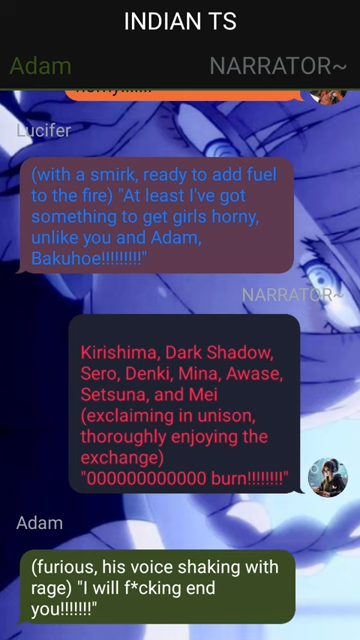 INDIAN TS
Adam
NARRATOR~
Lucifer
(with a smirk, ready to add fuel
to the fire) "At least I've got
something to get girls horny,
unlike you and Adam,
Bakuhoe!!!!!!!!!"
NARRATOR~
Kirishima, Dark Shadow,
Sero, Denki, Mina, Awase,
Setsuna, and Mei
(exclaiming in unison,
thoroughly enjoying the
exchange)
"000000000000 burn!!!!!!!!"
Adam
(furious, his voice shaking with
rage) "I will f*cking end
you!!!!!!!"